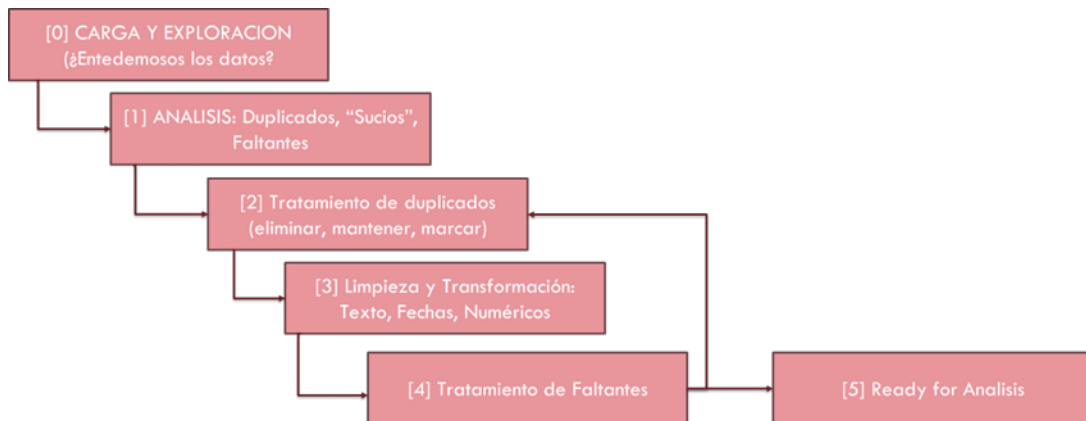 [0] CARGA Y EXPLORACION
(¿Entedemosos los datos?
[1] ANALISIS: Duplicados, “Sucios”,
Faltantes
[2] Tratamiento de duplicados
(eliminar, mantener, marcar)
[3] Limpieza y Transformación:
Texto, Fechas, Numéricos
[4] Tratamiento de Faltantes
[5] Ready for Analisis